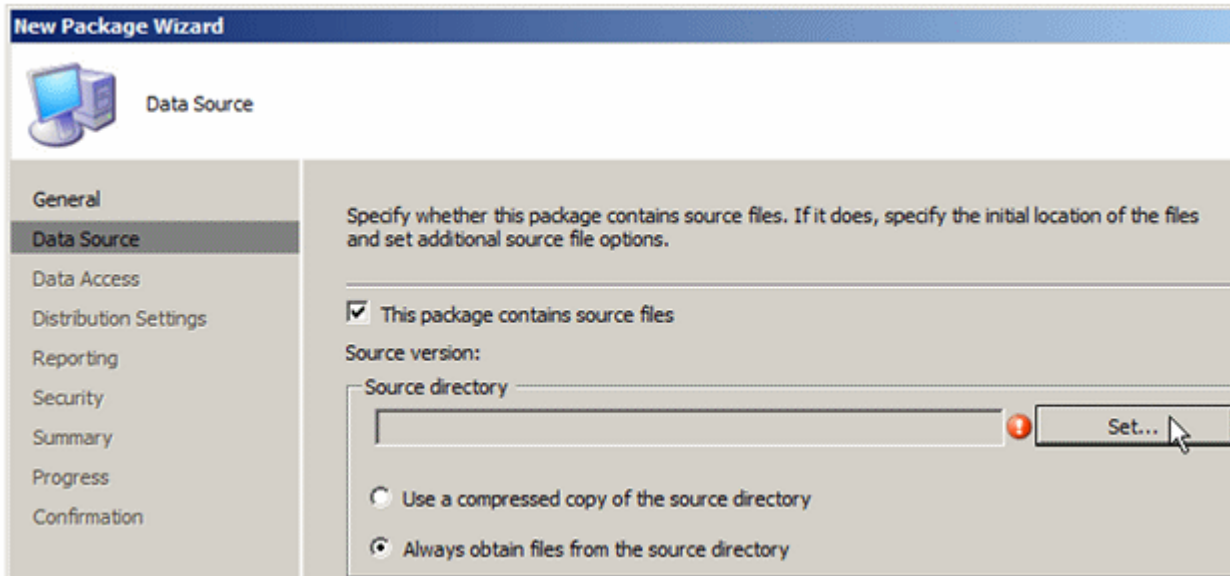 New Package Wizard
Data Source
General
Data Source
Data Access
Distribution Settings
Reporting
Security
Summary
Progress
Confirmation
Specify whether this package contains source files. If it does, specify the initial location of the files
and set additional source file options.
This package contains source files
Source version:
Source directory
Set...
Use a compressed copy of the source directory
Always obtain files from the source directory